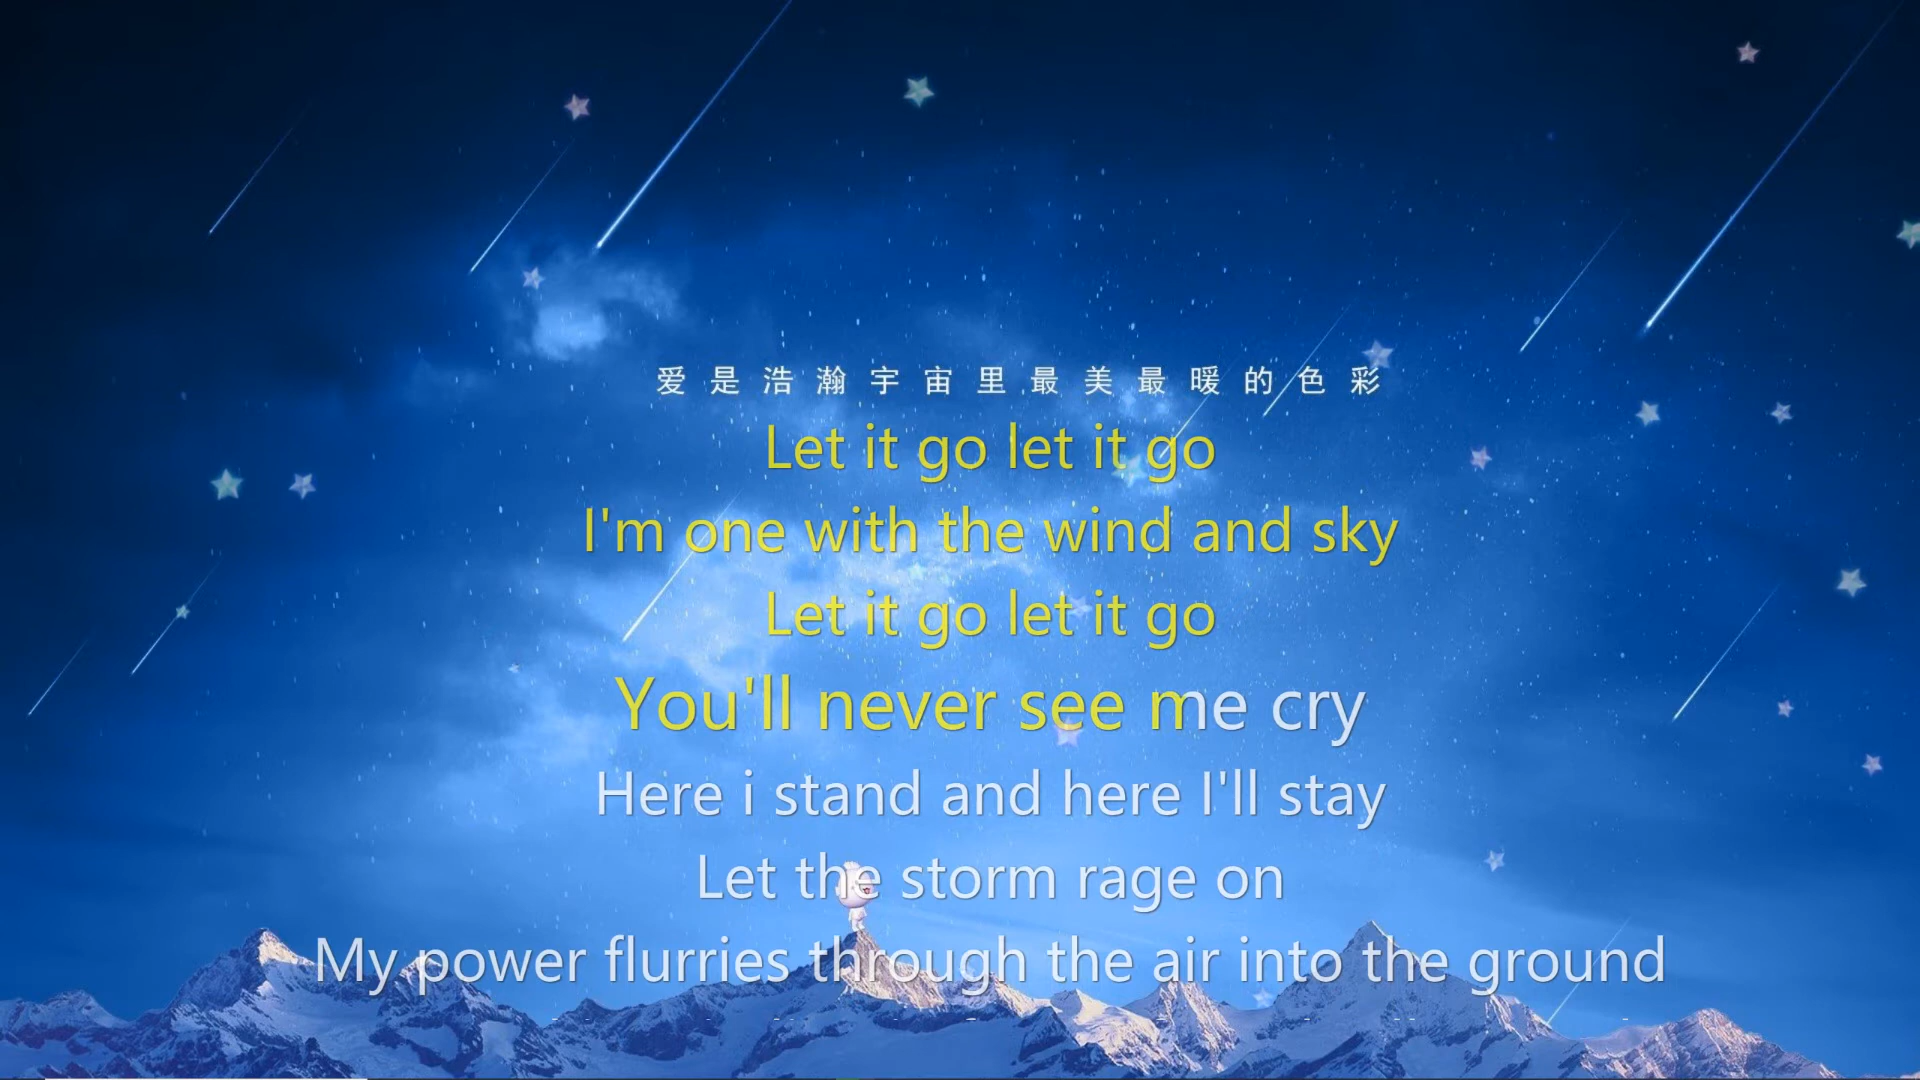 爱是浩瀚宇宙里最美最暖的色彩
Let it go let it go
I'm one with the wind and sky
Let it go let it go
You'll never see me cry
Here i stand and here I'll stay
Let the storm rage on
My power flurries through the air into the ground